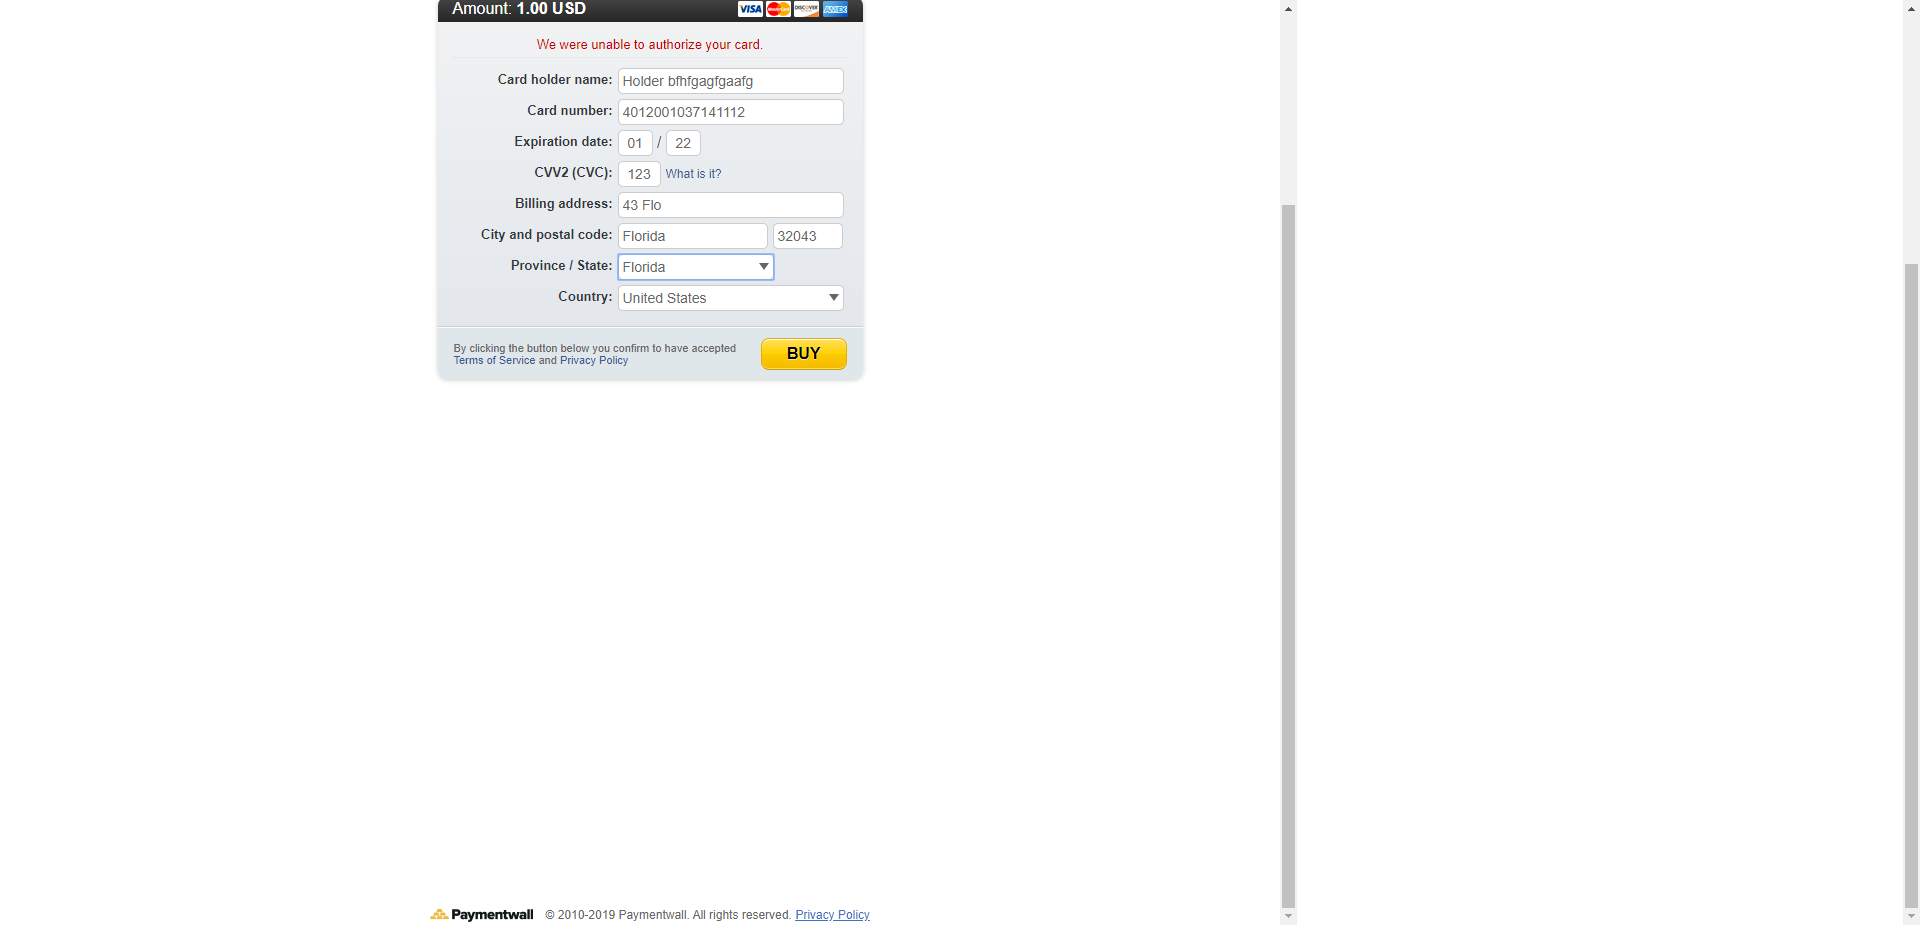 Amount: 1.00 USD VISA MasterCard DISCOVER AMEX
We were unable to authorize your card.
Card holder name: Holder bfhfgagfgaafg
Card number: 4012001037141112
Expiration date: 01 / 22
CVV2 (CVC): 123 What is it?
Billing address: 43 Flo
City and postal code: Florida 32043
Province / State: Florida
Country: United States
By clicking the button below you confirm to have accepted
Terms of Service and Privacy Policy
BUY
Paymentwall © 2010-2019 Paymentwall. All rights reserved. Privacy Policy